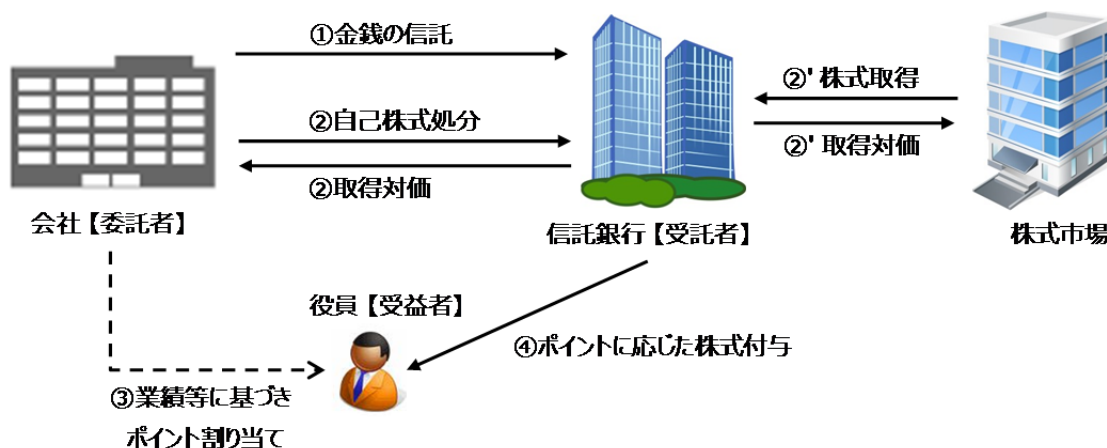 ①金銭の信託
②自己株式処分
②取得対価
②' 株式取得
②' 取得対価
会社【委託者】
信託銀行【受託者】
株式市場
役員【受益者】
④ポイントに応じた株式付与
③業績等に基づき
ポイント割り当て